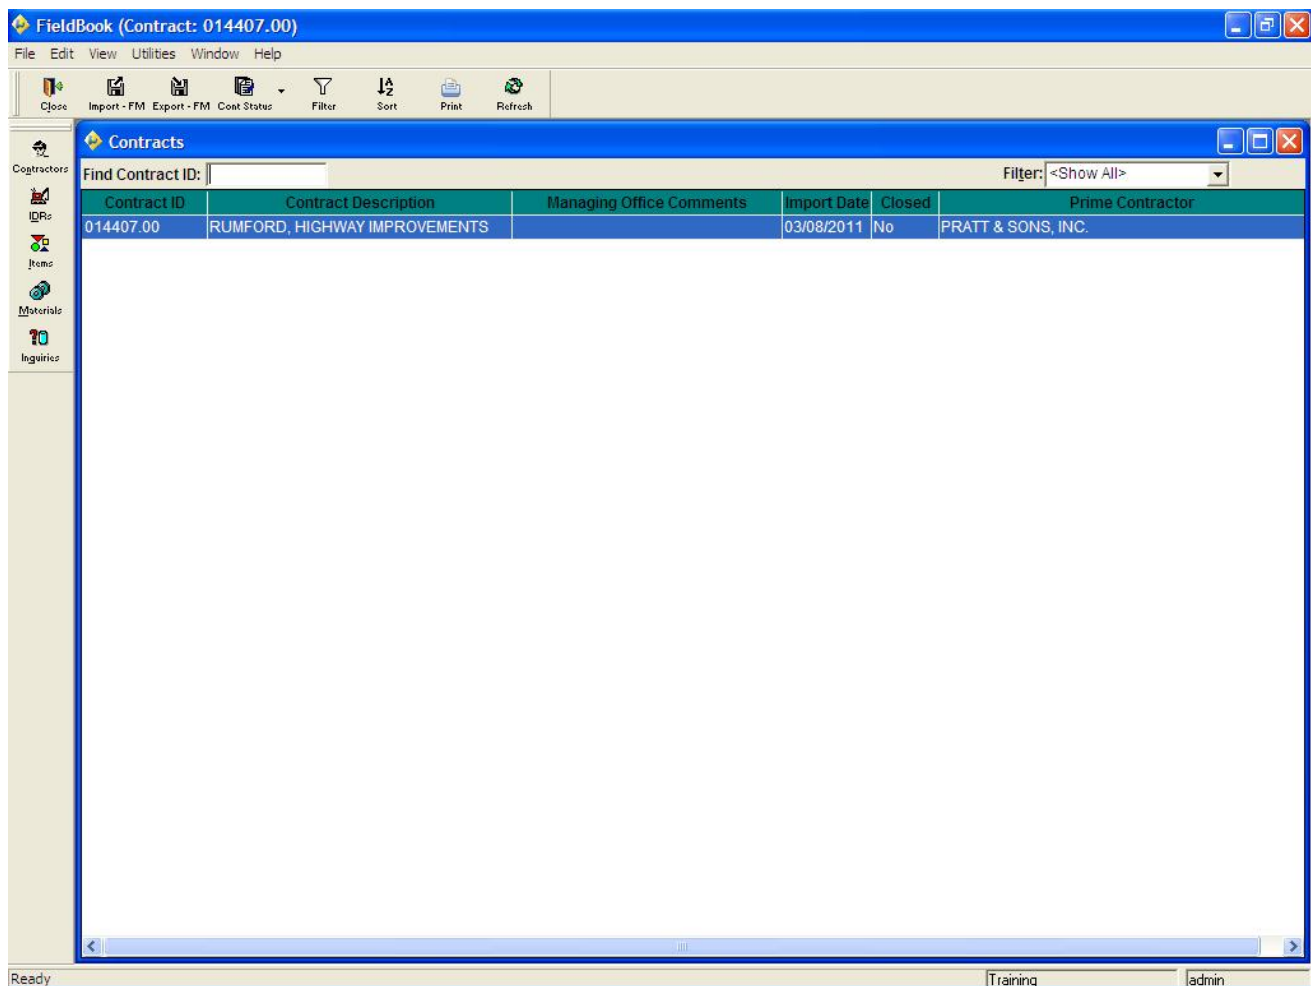 FieldBook (Contract: 014407.00)
File Edit View Utilities Window Help
Close Import - FM Export - FM Cont Status Filter Sort Print Refresh
Contractors
IDRs
Items
Materials
Inquiries
Contracts
Find Contract ID: Filter: <Show All>
Contract ID Contract Description Managing Office Comments Import Date Closed Prime Contractor
014407.00 RUMFORD, HIGHWAY IMPROVEMENTS 03/08/2011 No PRATT & SONS, INC.
Ready Training admin